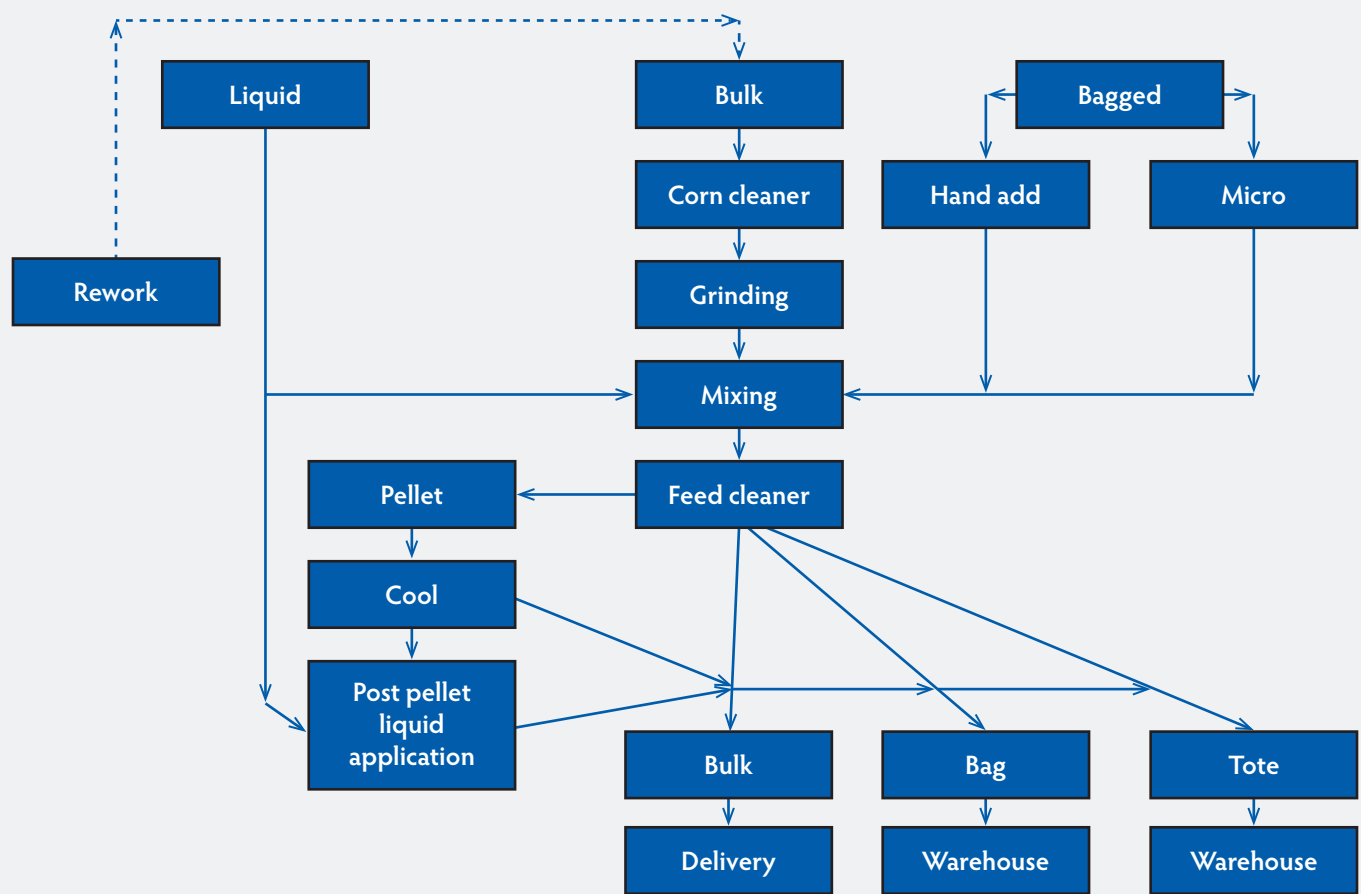 Liquid
Bulk
Bagged
Corn cleaner
Hand add
Micro
Rework
Grinding
Mixing
Pellet
Feed cleaner
Cool
Post pellet
liquid
application
Bulk
Bag
Tote
Delivery
Warehouse
Warehouse